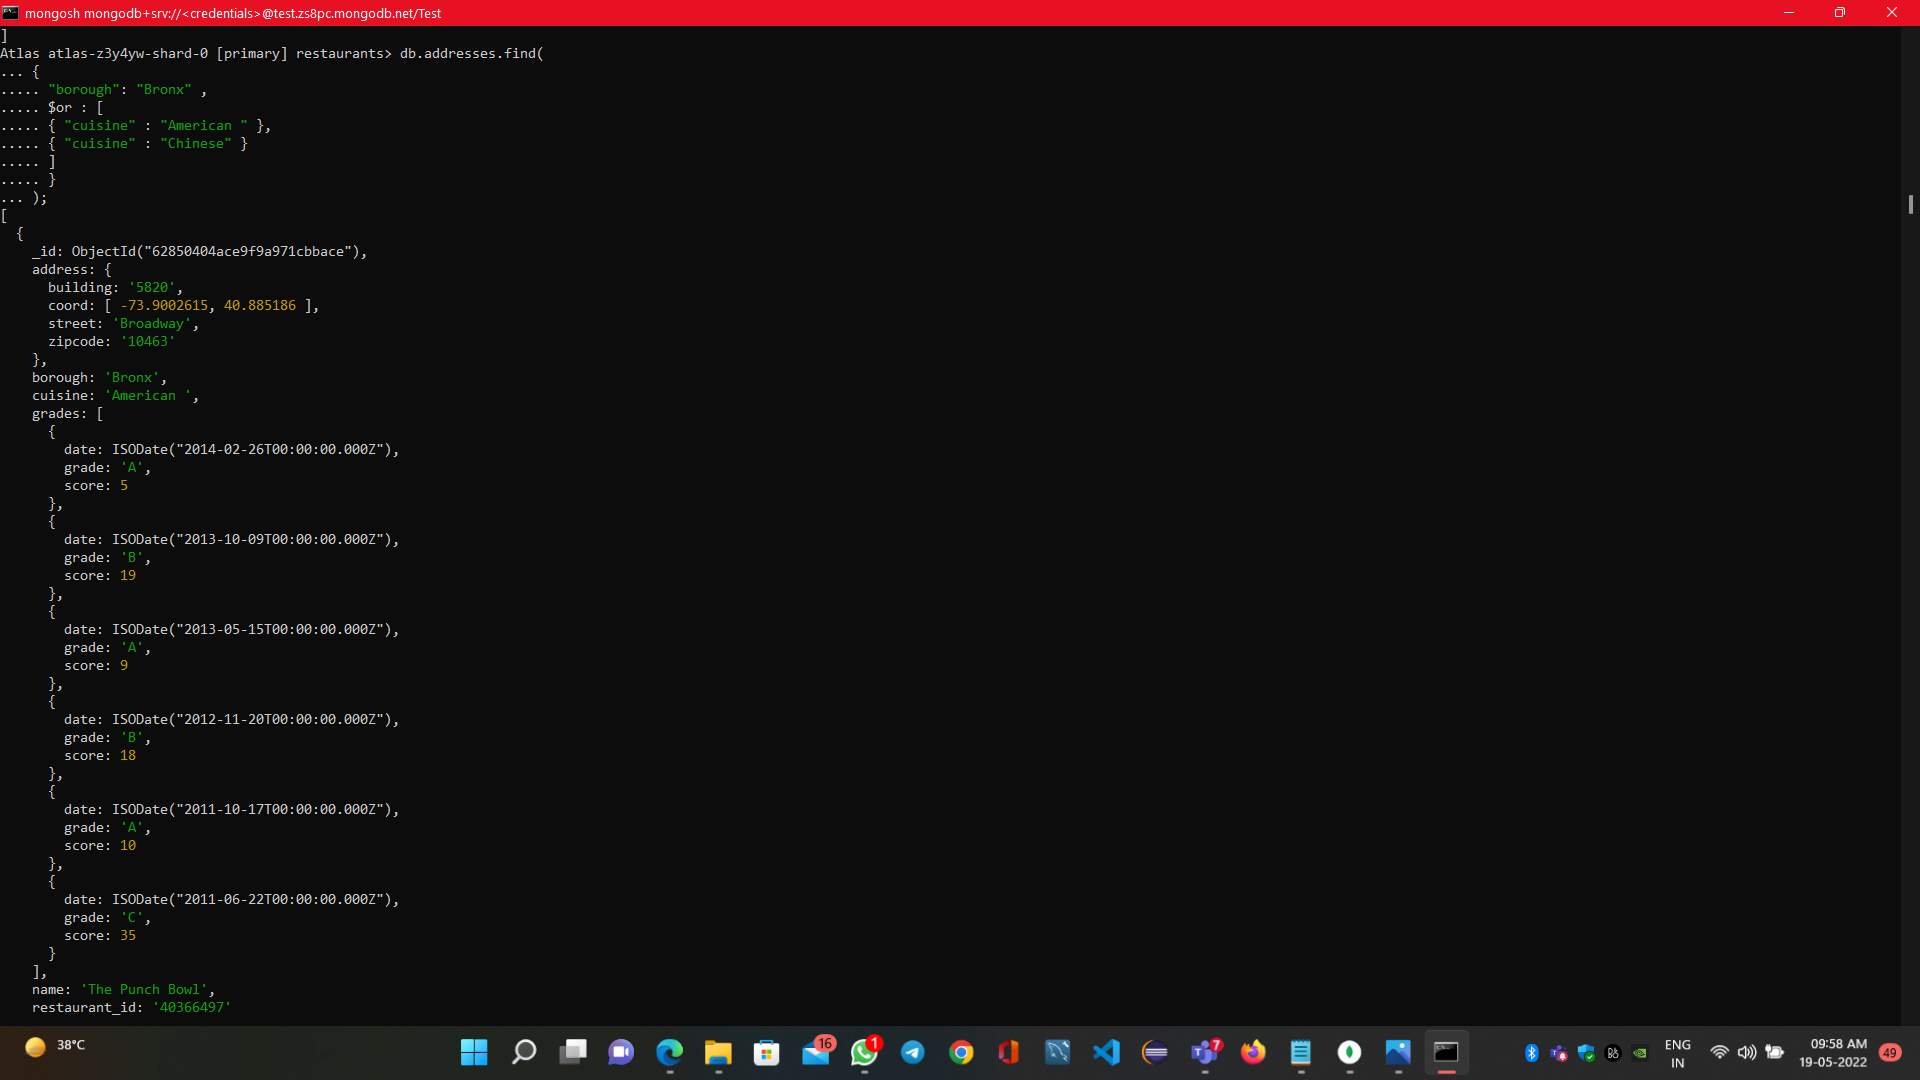 mongosh mongodb+srv://<credentials>@test.zs8pc.mongodb.net/Test
]
Atlas atlas-z3y4yw-shard-0 [primary] restaurants> db.addresses.find(
... {
..... "borough": "Bronx" ,
..... $or : [
..... { "cuisine" : "American " },
..... { "cuisine" : "Chinese" }
..... ]
..... }
... );
[
  {
    _id: ObjectId("62850404ace9f9a971cbbace"),
    address: {
      building: '5820',
      coord: [ -73.9002615, 40.885186 ],
      street: 'Broadway',
      zipcode: '10463'
    },
    borough: 'Bronx',
    cuisine: 'American ',
    grades: [
      {
        date: ISODate("2014-02-26T00:00:00.000Z"),
        grade: 'A',
        score: 5
      },
      {
        date: ISODate("2013-10-09T00:00:00.000Z"),
        grade: 'B',
        score: 19
      },
      {
        date: ISODate("2013-05-15T00:00:00.000Z"),
        grade: 'A',
        score: 9
      },
      {
        date: ISODate("2012-11-20T00:00:00.000Z"),
        grade: 'B',
        score: 18
      },
      {
        date: ISODate("2011-10-17T00:00:00.000Z"),
        grade: 'A',
        score: 10
      },
      {
        date: ISODate("2011-06-22T00:00:00.000Z"),
        grade: 'C',
        score: 35
      }
    ],
    name: 'The Punch Bowl',
    restaurant_id: '40366497'
38°C
16
1
7
ENG
IN
09:58 AM
19-05-2022
49